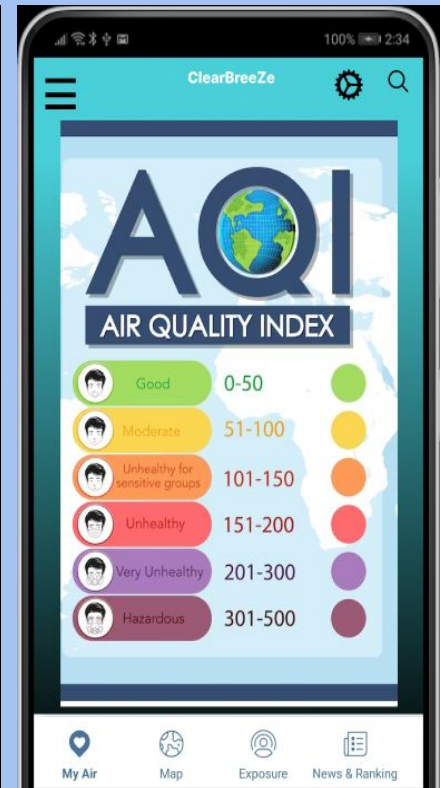 100% 2:34
ClearBreeZe
AQI
AIR QUALITY INDEX
Good 0-50
Moderate 51-100
Unhealthy for
sensitive groups 101-150
Unhealthy 151-200
Very Unhealthy 201-300
Hazardous 301-500
My Air Map Exposure News & Ranking